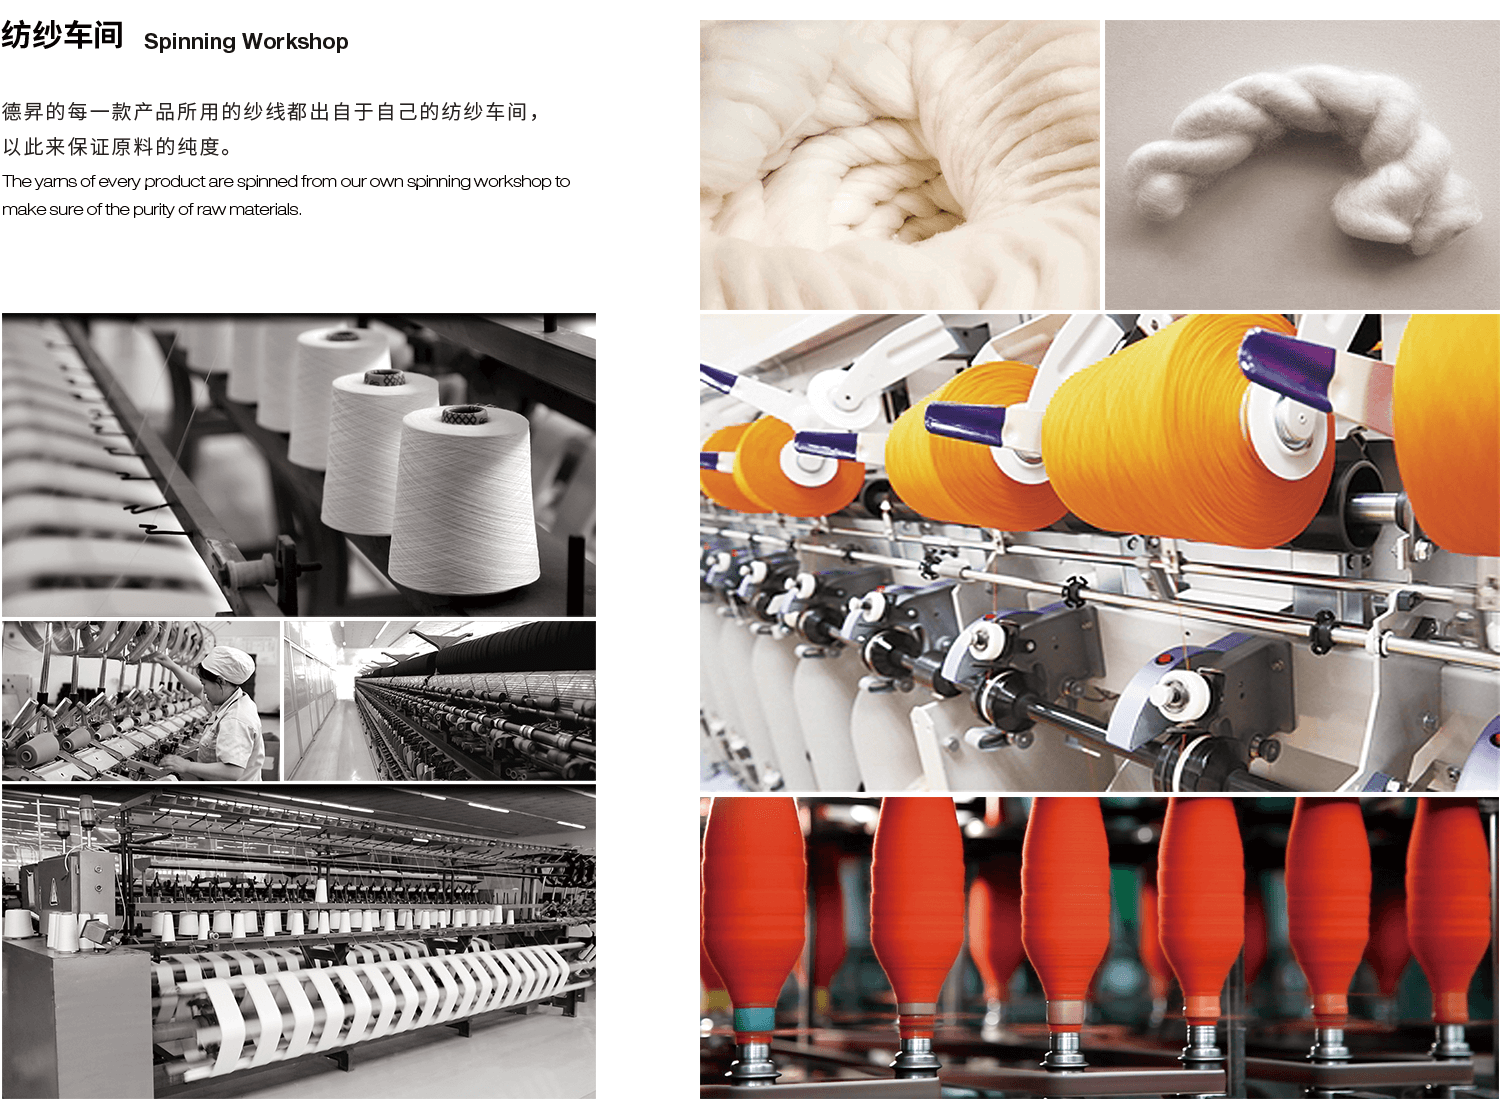 纺纱车间 Spinning Workshop
德昇的每一款产品所用的纱线都出自于自己的纺纱车间，
以此来保证原料的纯度。
The yarns of every product are spinned from our own spinning workshop to
make sure of the purity of raw materials.